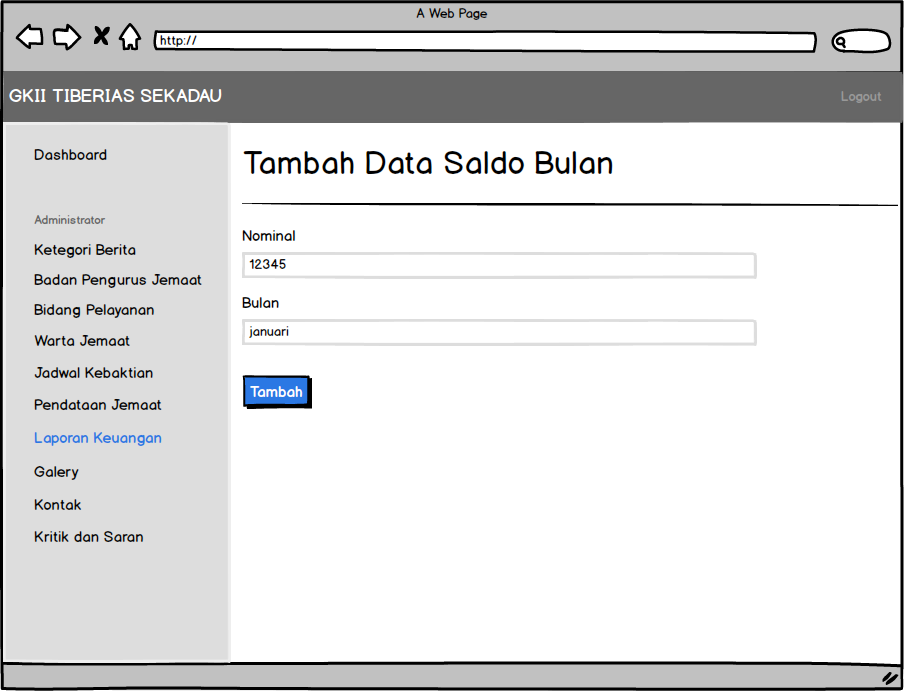 A Web Page
http://
GKII TIBERIAS SEKADAU
Logout
Dashboard
Administrator
Ketegori Berita
Badan Pengurus Jemaat
Bidang Pelayanan
Warta Jemaat
Jadwal Kebaktian
Pendataan Jemaat
Laporan Keuangan
Galery
Kontak
Kritik dan Saran
Tambah Data Saldo Bulan
Nominal
12345
Bulan
januari
Tambah